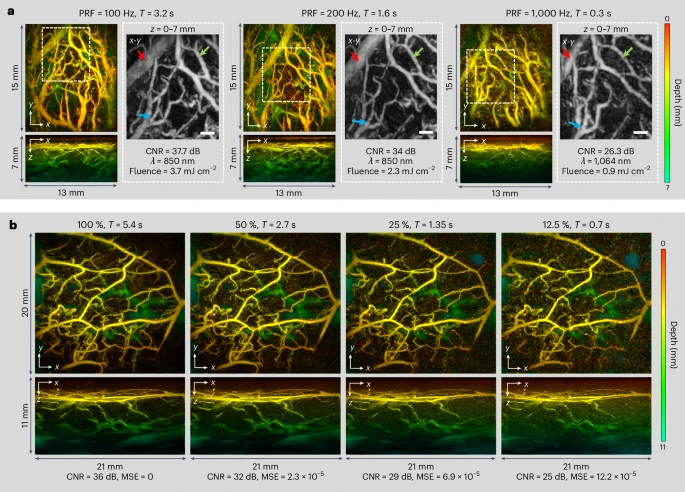 a
PRF = 100 Hz, T = 3.2 s
PRF = 200 Hz, T = 1.6 s
PRF = 1,000 Hz, T = 0.3 s
z = 0–7 mm
z = 0–7 mm
z = 0–7 mm
x-y
x-y
x-y
15 mm
15 mm
15 mm
y
x
y
x
y
x
x
z
x
z
x
z
7 mm
7 mm
7 mm
13 mm
13 mm
13 mm
CNR = 37.7 dB
λ = 850 nm
Fluence = 3.7 mJ cm−2
CNR = 34 dB
λ = 850 nm
Fluence = 2.3 mJ cm−2
CNR = 26.3 dB
λ = 1,064 nm
Fluence = 0.9 mJ cm−2
0
Depth (mm)
7
b
100 %, T = 5.4 s
50 %, T = 2.7 s
25 %, T = 1.35 s
12.5 %, T = 0.7 s
20 mm
y
x
y
x
y
x
y
x
11 mm
x
z
x
z
x
z
x
z
21 mm
21 mm
21 mm
21 mm
CNR = 36 dB, MSE = 0
CNR = 32 dB, MSE = 2.3 × 10−5
CNR = 29 dB, MSE = 6.9 × 10−5
CNR = 25 dB, MSE = 12.2 × 10−5
0
Depth (mm)
11